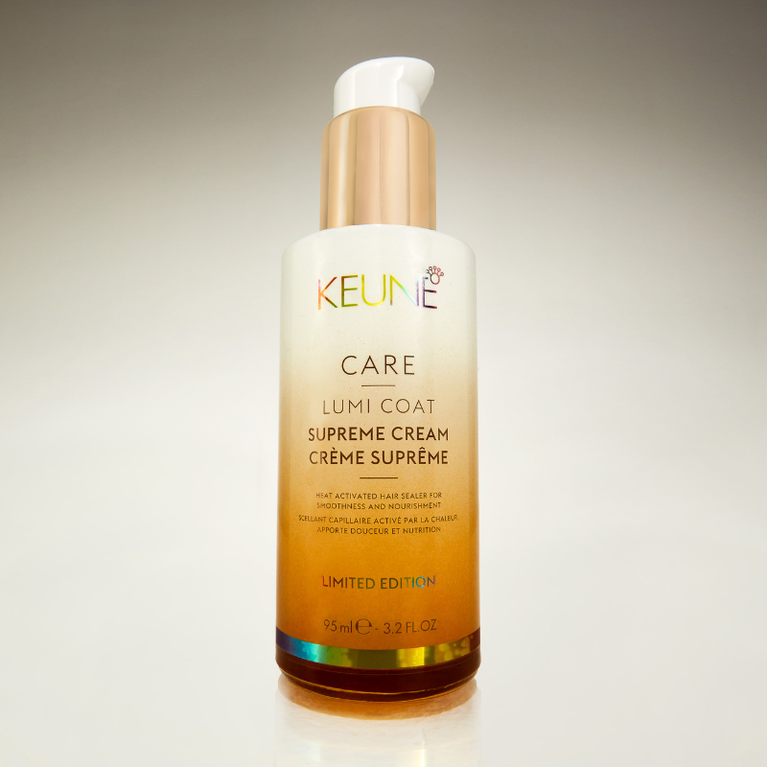 KEUNE
CARE
LUMI COAT
SUPREME CREAM
CRÈME SUPRÊME
HEAT ACTIVATED HAIR SEALER FOR
SMOOTHNESS AND NOURISHMENT
SCELLANT CAPILLAIRE ACTIVÉ PAR LA CHALEUR,
APPORTE DOUCEUR ET NUTRITION
LIMITED EDITION
95 ml ℮ - 3.2 FL.OZ